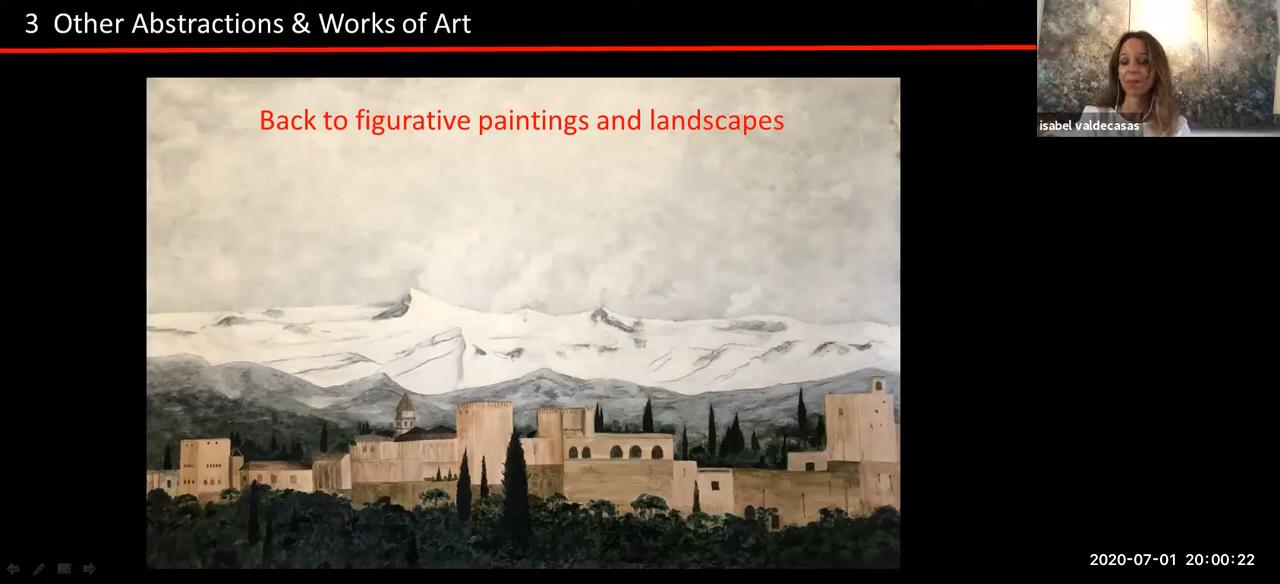 3 Other Abstractions & Works of Art
Back to figurative paintings and landscapes
isabel valdecasas
2020-07-01 20:00:22